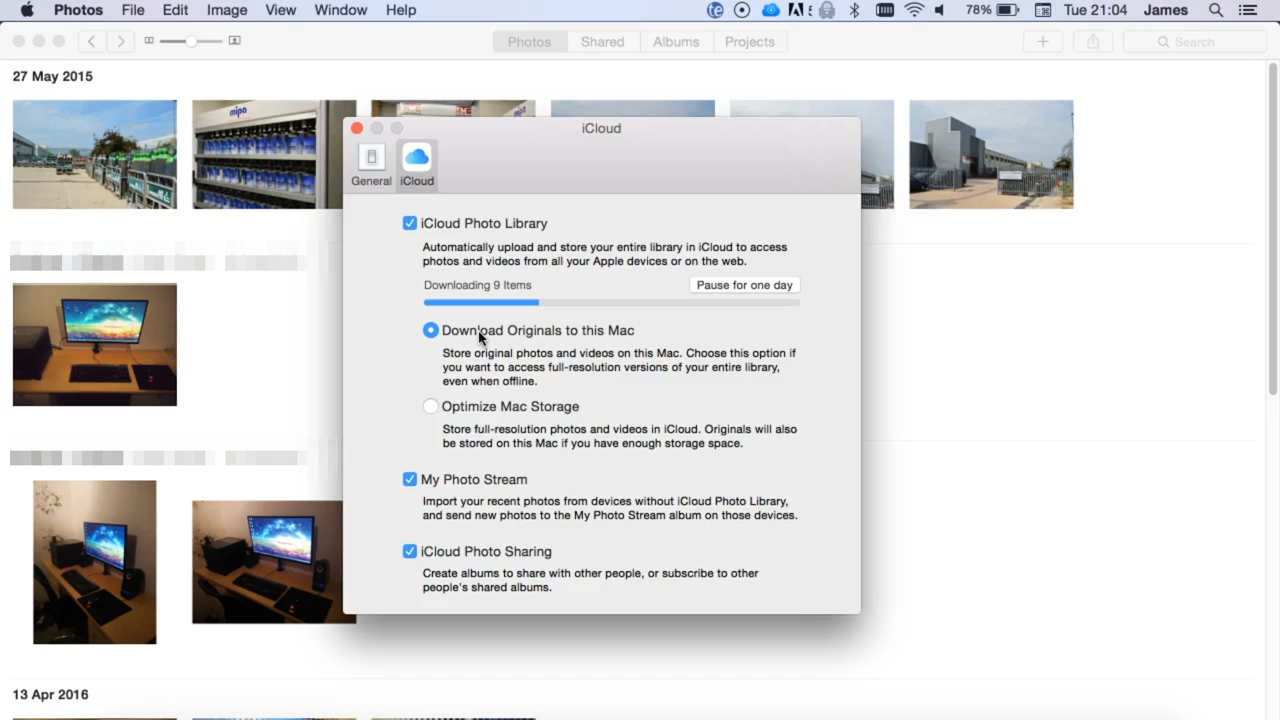 Photos File Edit Image View Window Help 78% Tue 21:04 James
Photos Shared Albums Projects Search
27 May 2015
mipa
iCloud
General iCloud
iCloud Photo Library
Automatically upload and store your entire library in iCloud to access
photos and videos from all your Apple devices or on the web.
Downloading 9 Items Pause for one day
Download Originals to this Mac
Store original photos and videos on this Mac. Choose this option if
you want to access full-resolution versions of your entire library,
even when offline.
Optimize Mac Storage
Store full-resolution photos and videos in iCloud. Originals will also
be stored on this Mac if you have enough storage space.
My Photo Stream
Import your recent photos from devices without iCloud Photo Library,
and send new photos to the My Photo Stream album on those devices.
iCloud Photo Sharing
Create albums to share with other people, or subscribe to other
people's shared albums.
13 Apr 2016